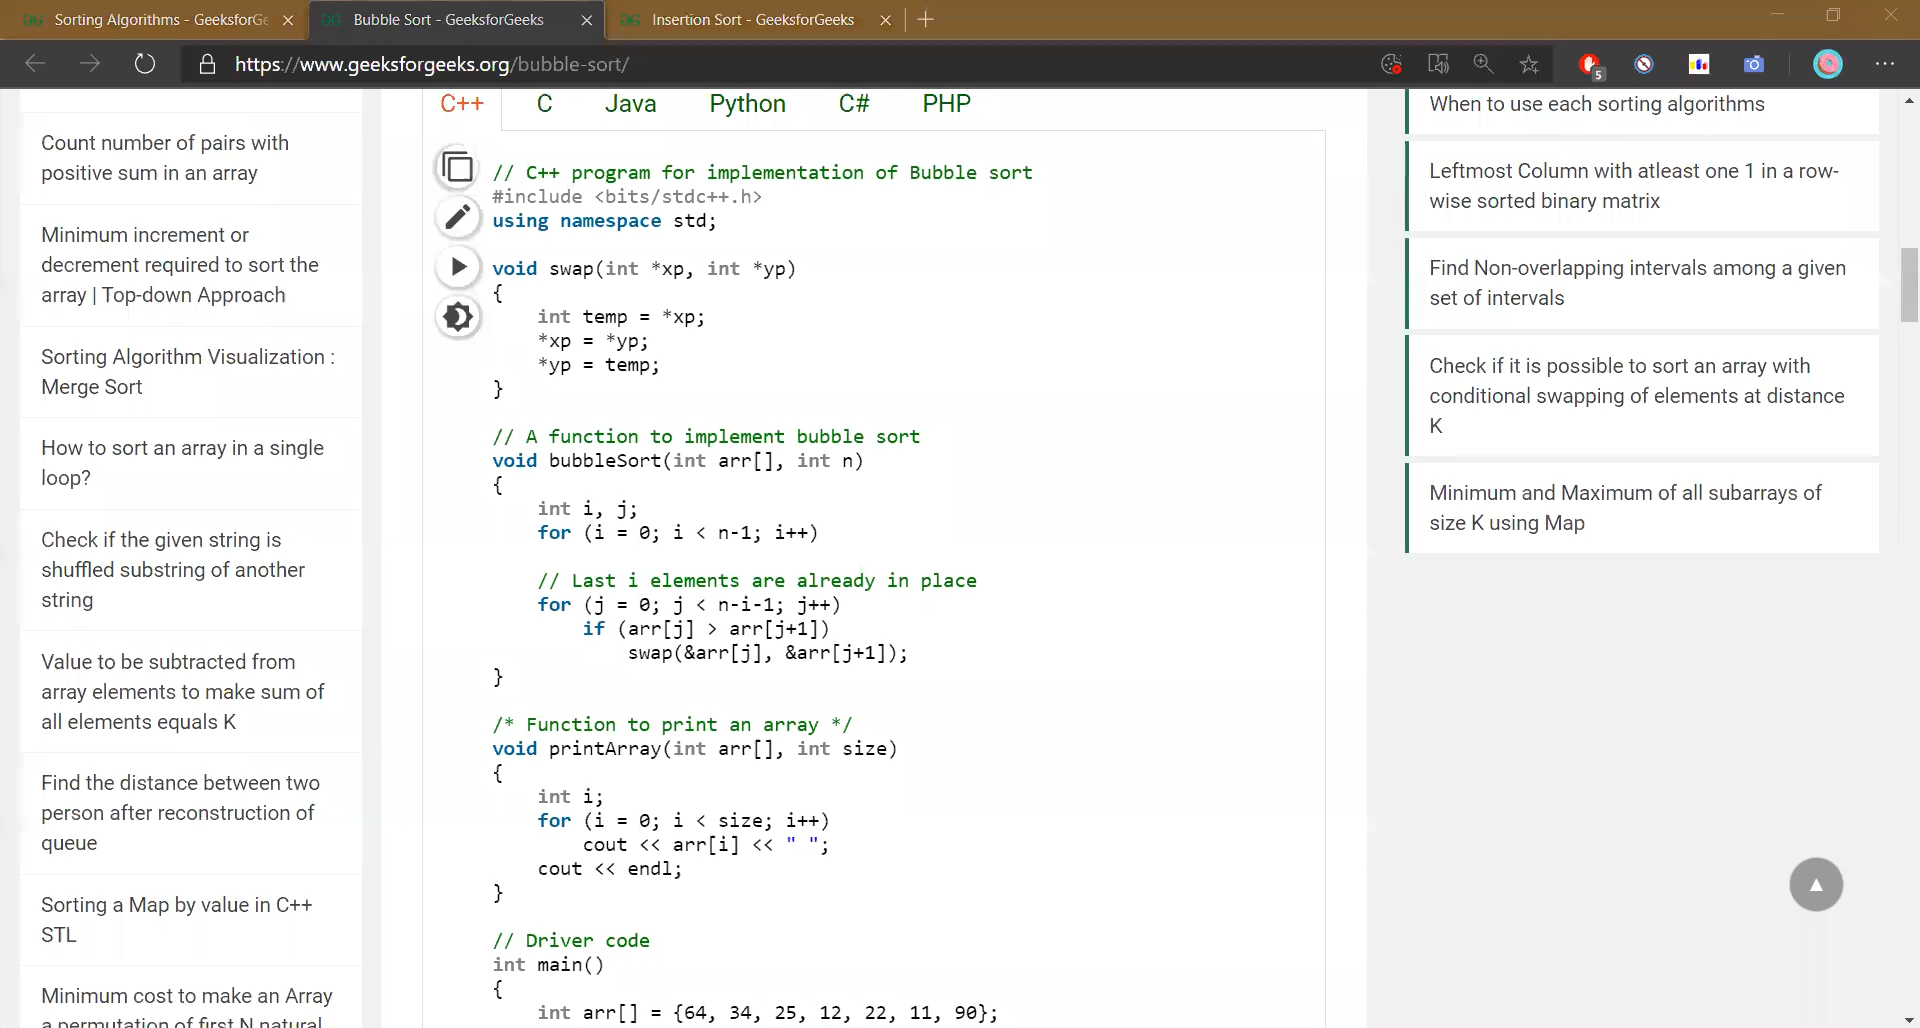 Sorting Algorithms - GeeksforGe
Bubble Sort - GeeksforGeeks
Insertion Sort - GeeksforGeeks
https://www.geeksforgeeks.org/bubble-sort/
5
Count number of pairs with
positive sum in an array
Minimum increment or
decrement required to sort the
array | Top-down Approach
Sorting Algorithm Visualization :
Merge Sort
How to sort an array in a single
loop?
Check if the given string is
shuffled substring of another
string
Value to be subtracted from
array elements to make sum of
all elements equals K
Find the distance between two
person after reconstruction of
queue
Sorting a Map by value in C++
STL
Minimum cost to make an Array
a permutation of first N natural
C++ C Java Python C# PHP
// C++ program for implementation of Bubble sort
#include <bits/stdc++.h>
using namespace std;
void swap(int *xp, int *yp)
{
int temp = *xp;
*xp = *yp;
*yp = temp;
}
// A function to implement bubble sort
void bubbleSort(int arr[], int n)
{
int i, j;
for (i = 0; i < n-1; i++)
// Last i elements are already in place
for (j = 0; j < n-i-1; j++)
if (arr[j] > arr[j+1])
swap(&arr[j], &arr[j+1]);
}
/* Function to print an array */
void printArray(int arr[], int size)
{
int i;
for (i = 0; i < size; i++)
cout << arr[i] << " ";
cout << endl;
}
// Driver code
int main()
{
int arr[] = {64, 34, 25, 12, 22, 11, 90};
When to use each sorting algorithms
Leftmost Column with atleast one 1 in a row-
wise sorted binary matrix
Find Non-overlapping intervals among a given
set of intervals
Check if it is possible to sort an array with
conditional swapping of elements at distance
K
Minimum and Maximum of all subarrays of
size K using Map